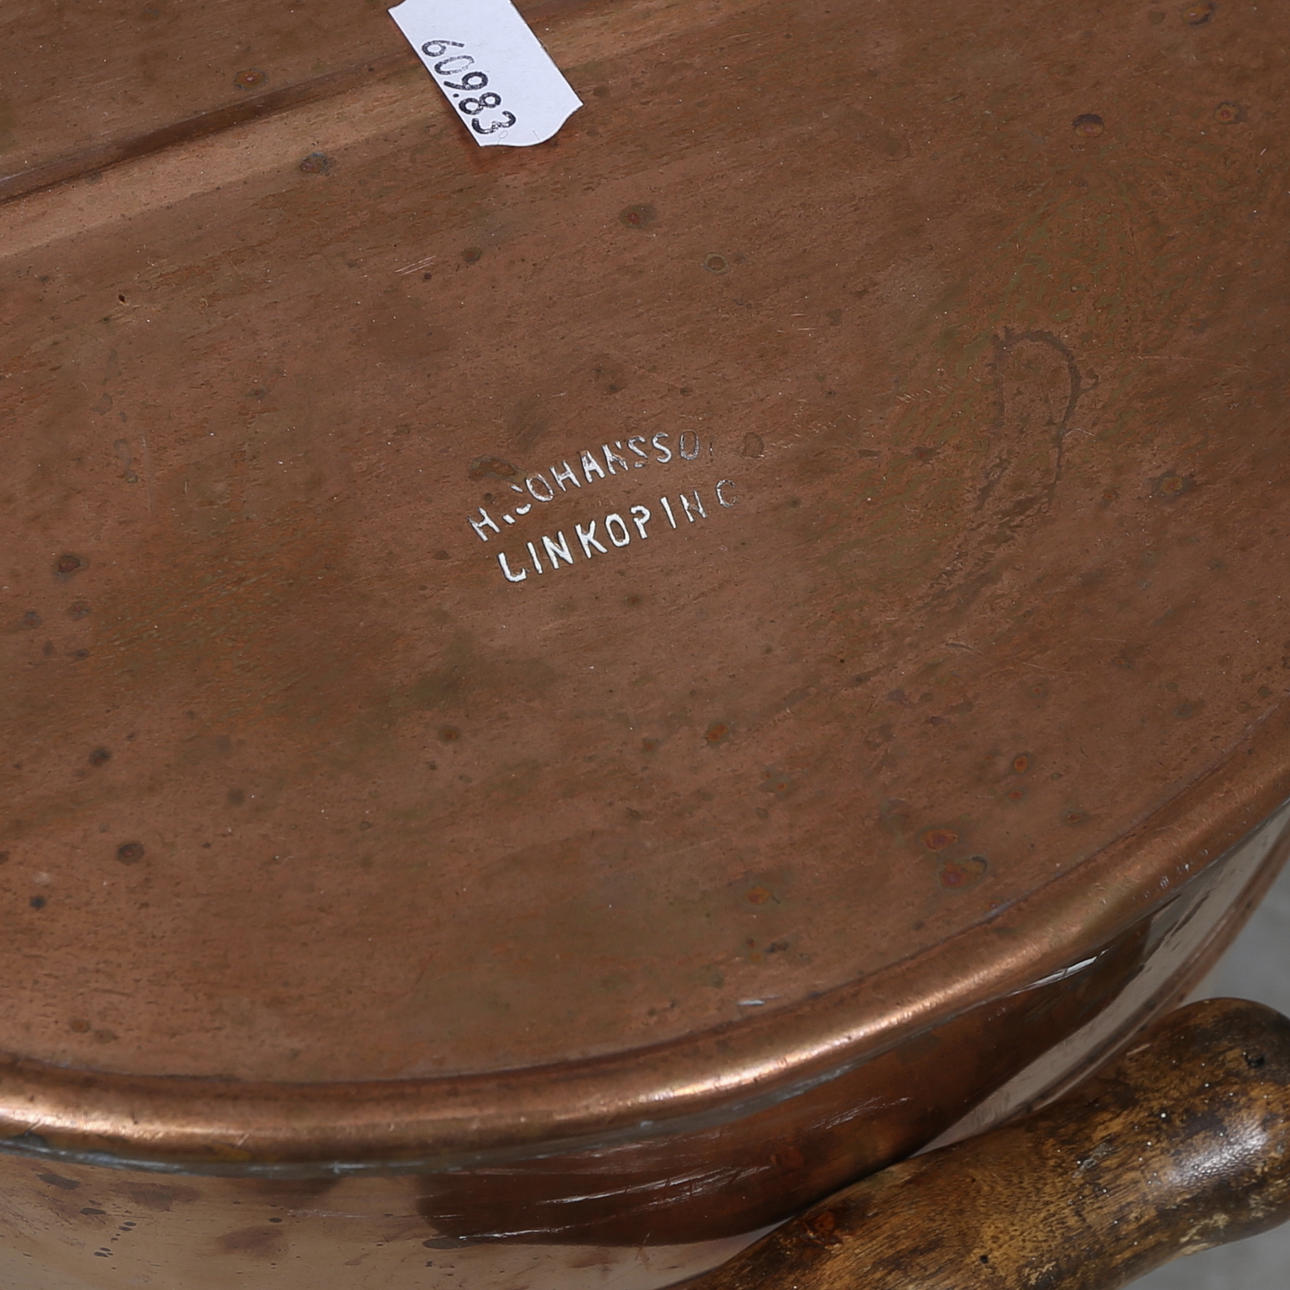 60983
H. JOHANSSO
LINKOPING